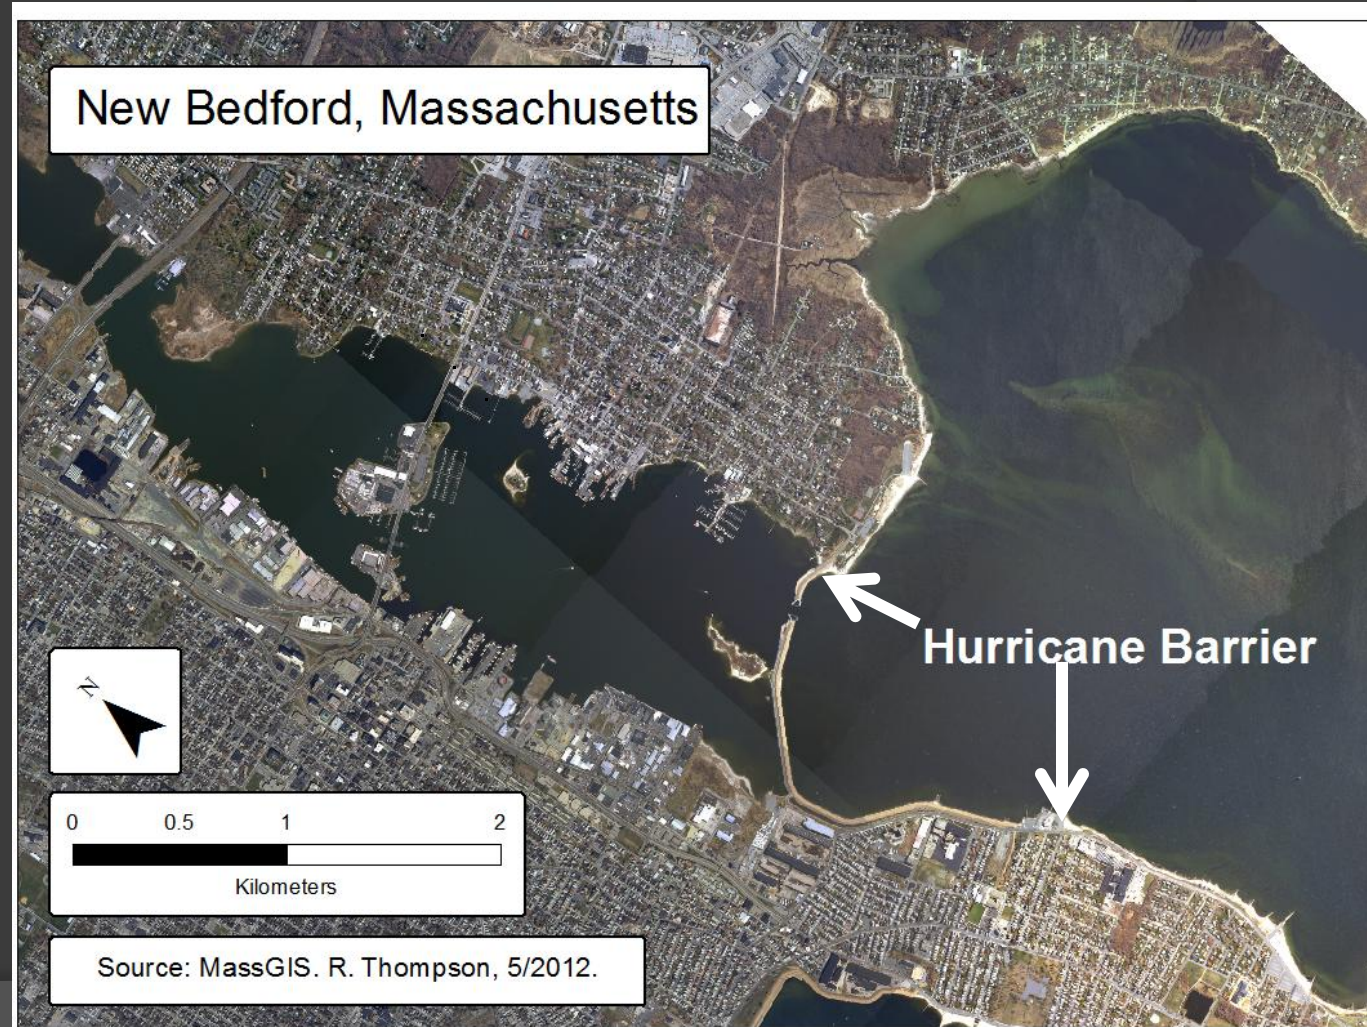 New Bedford, Massachusetts
Hurricane Barrier
N
0 0.5 1 2
Kilometers
Source: MassGIS. R. Thompson, 5/2012.